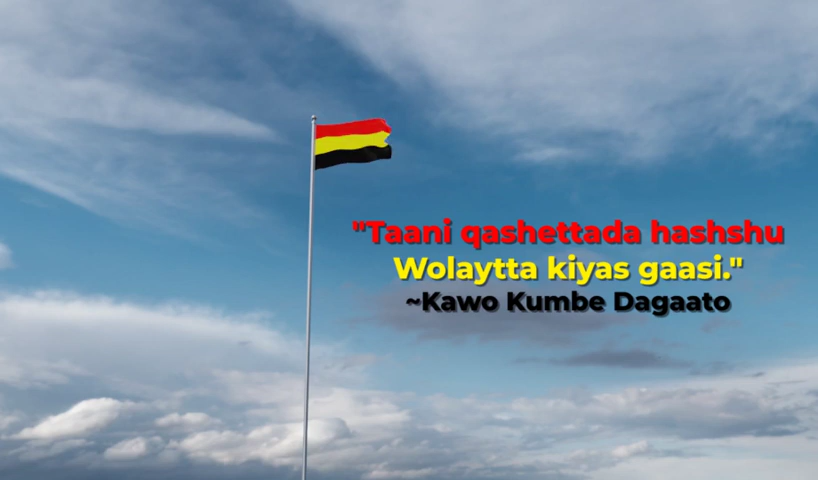 "Taani qashettada hashshu
Wolaytta kiyas gaasi."
~Kawo Kumbe Dagaato